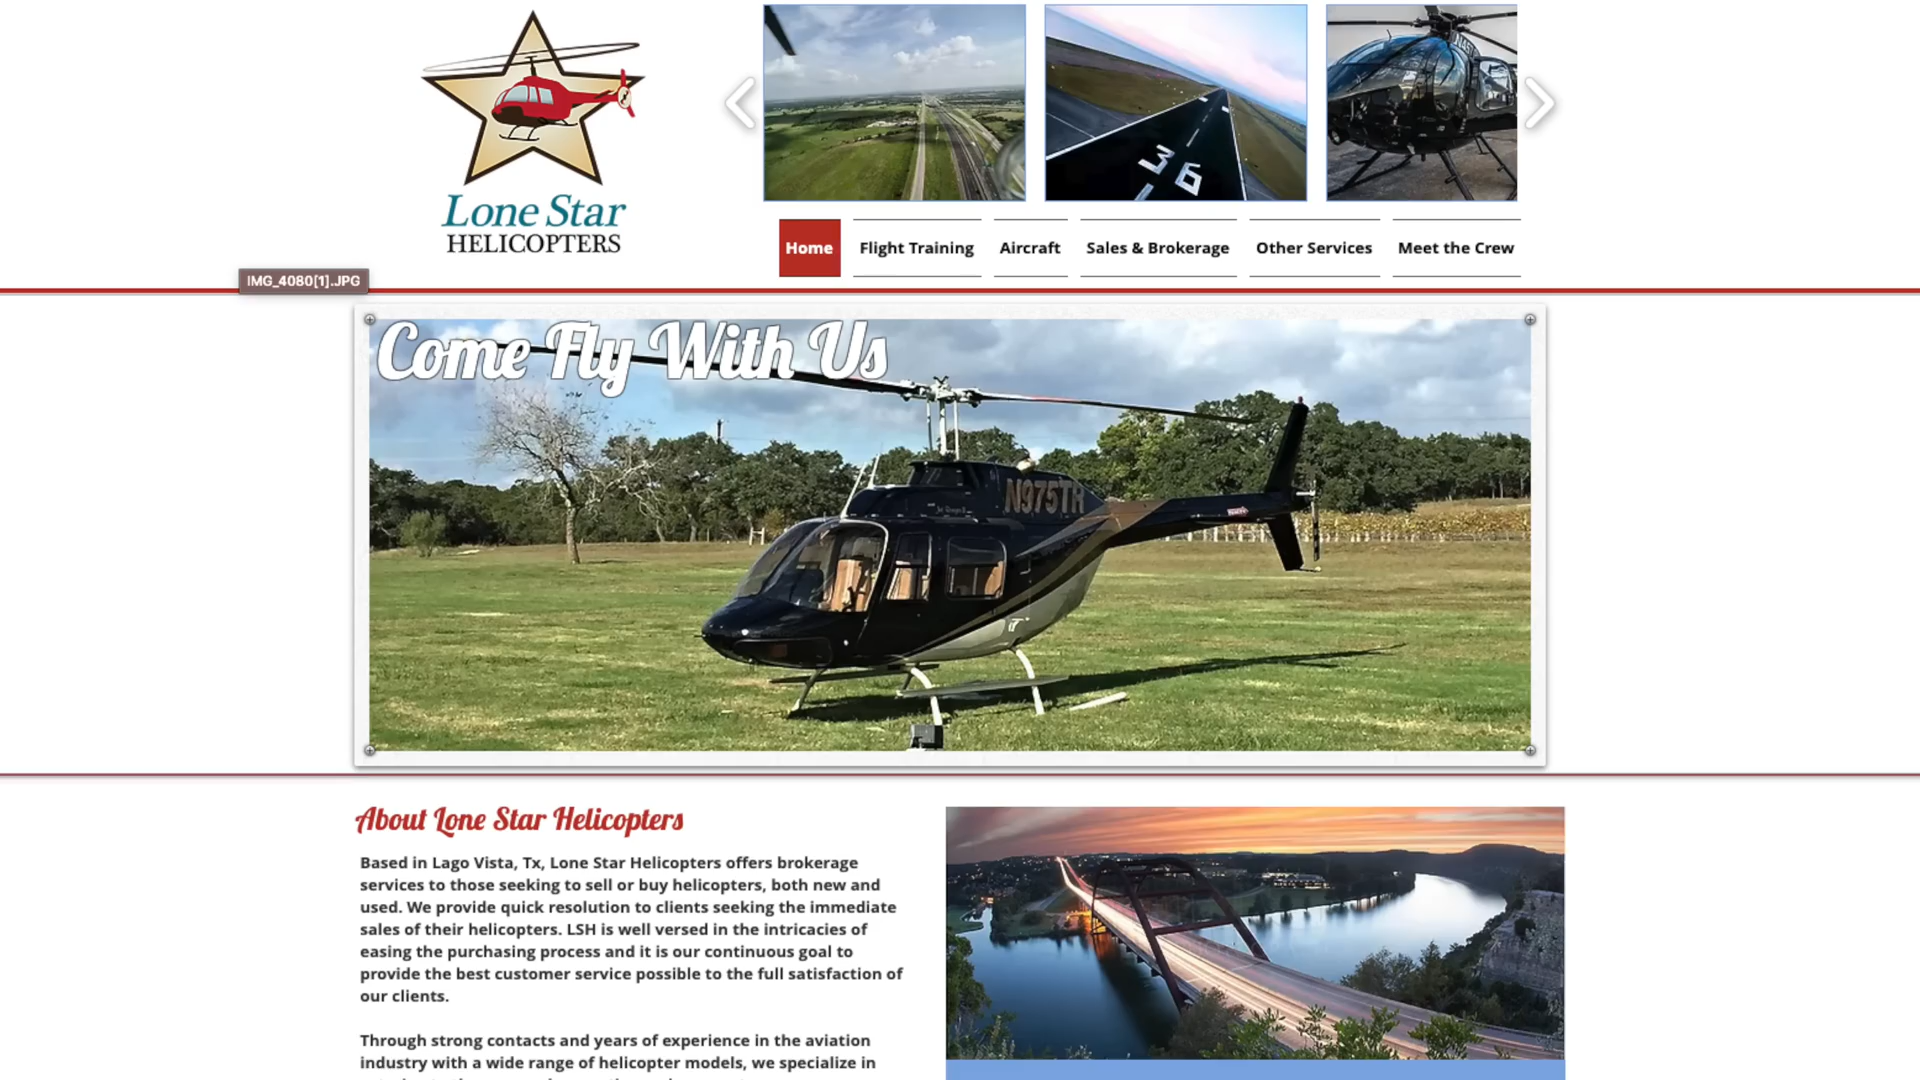 Lone Star
HELICOPTERS
36
Home
Flight Training
Aircraft
Sales & Brokerage
Other Services
Meet the Crew
IMG_4080[1].JPG
Come Fly With Us
N975TR
About Lone Star Helicopters
Based in Lago Vista, Tx, Lone Star Helicopters offers brokerage
services to those seeking to sell or buy helicopters, both new and
used. We provide quick resolution to clients seeking the immediate
sales of their helicopters. LSH is well versed in the intricacies of
easing the purchasing process and it is our continuous goal to
provide the best customer service possible to the full satisfaction of
our clients.
Through strong contacts and years of experience in the aviation
industry with a wide range of helicopter models, we specialize in